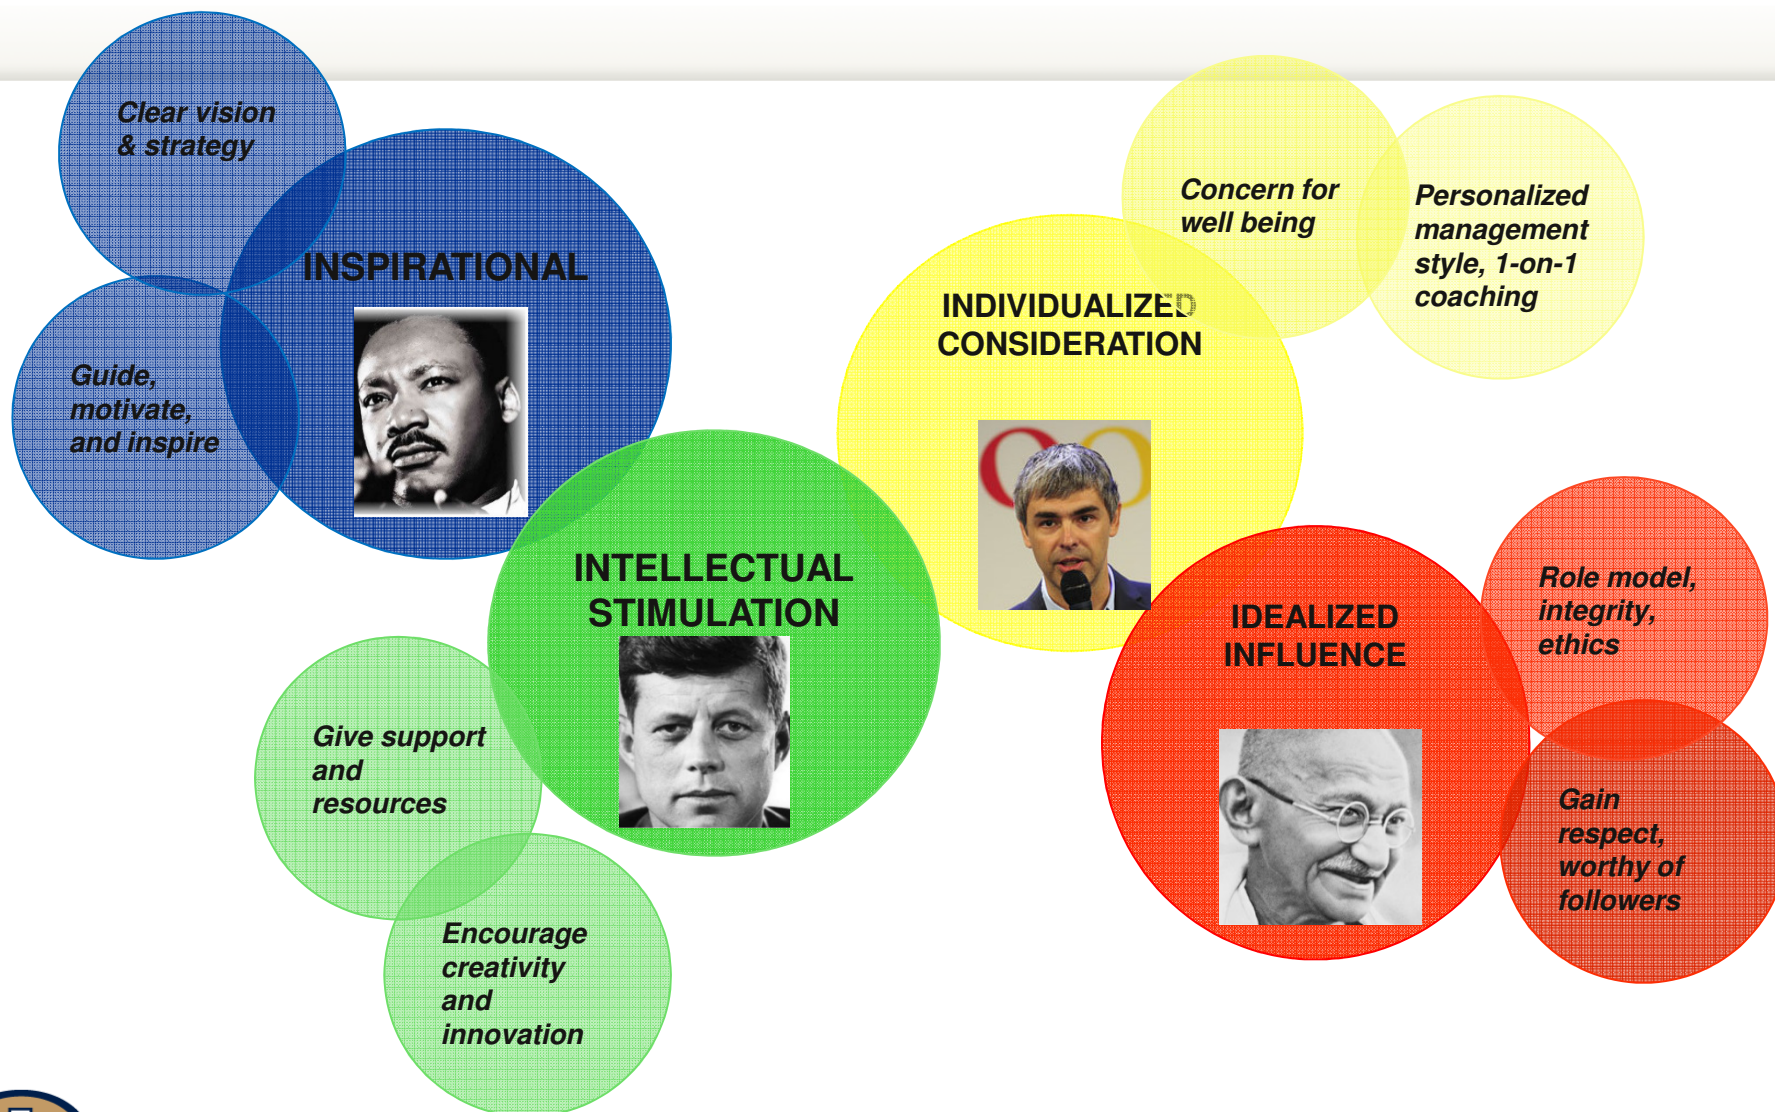 Clear vision
& strategy
INSPIRATIONAL
Guide,
motivate,
and inspire
INTELLECTUAL
STIMULATION
Give support
and
resources
Encourage
creativity
and
innovation
INDIVIDUALIZED
CONSIDERATION
Concern for
well being
Personalized
management
style, 1-on-1
coaching
IDEALIZED
INFLUENCE
Role model,
integrity,
ethics
Gain
respect,
worthy of
followers